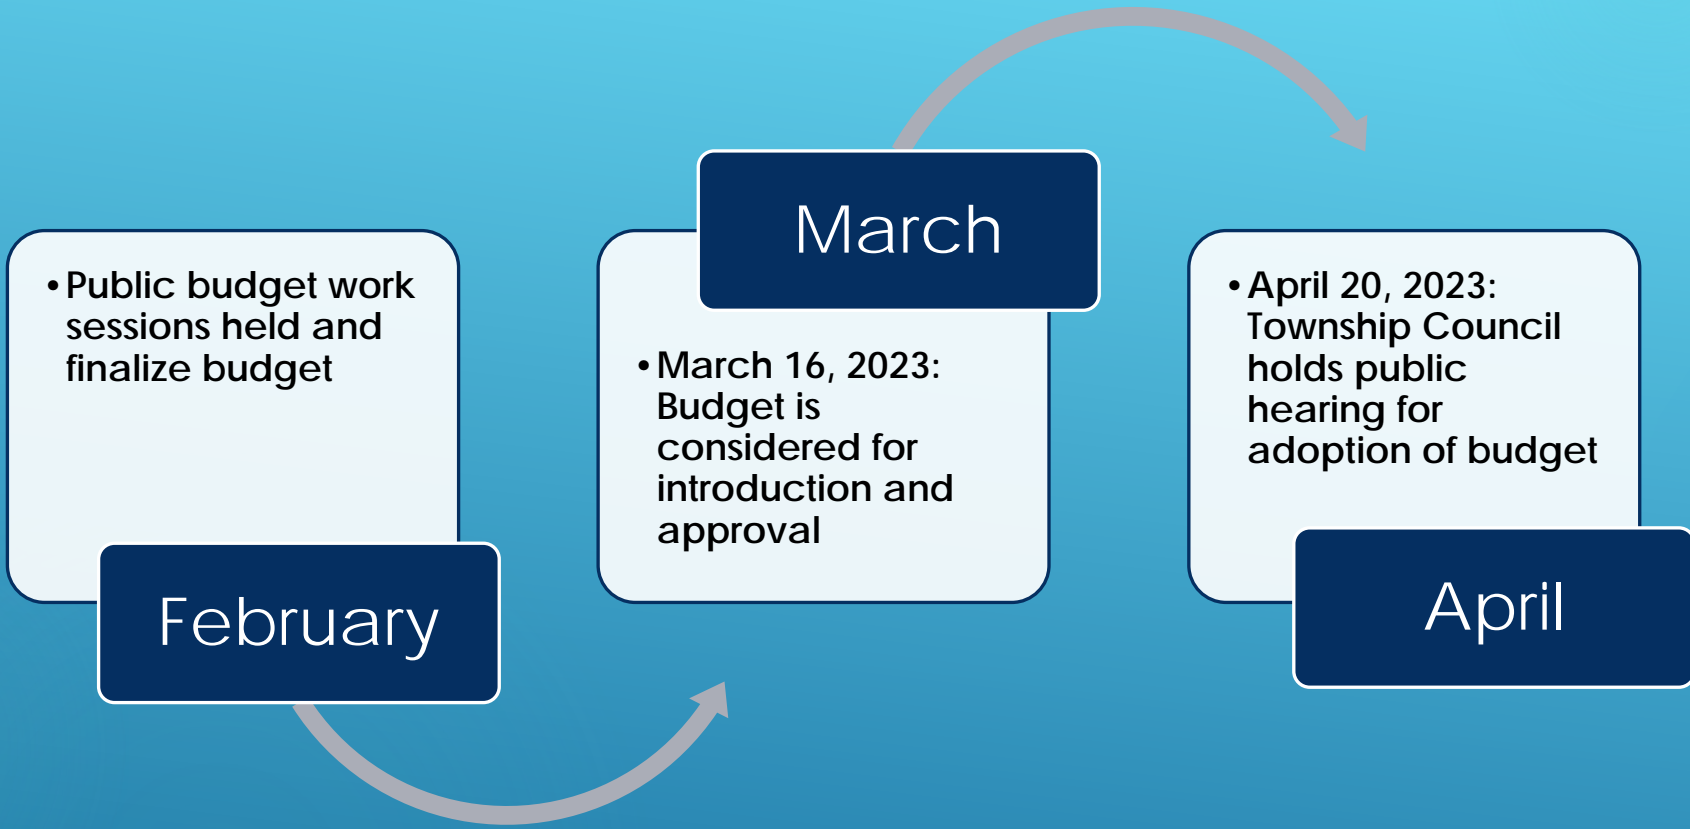 • Public budget work
sessions held and
finalize budget
February
March
• March 16, 2023:
Budget is
considered for
introduction and
approval
• April 20, 2023:
Township Council
holds public
hearing for
adoption of budget
April